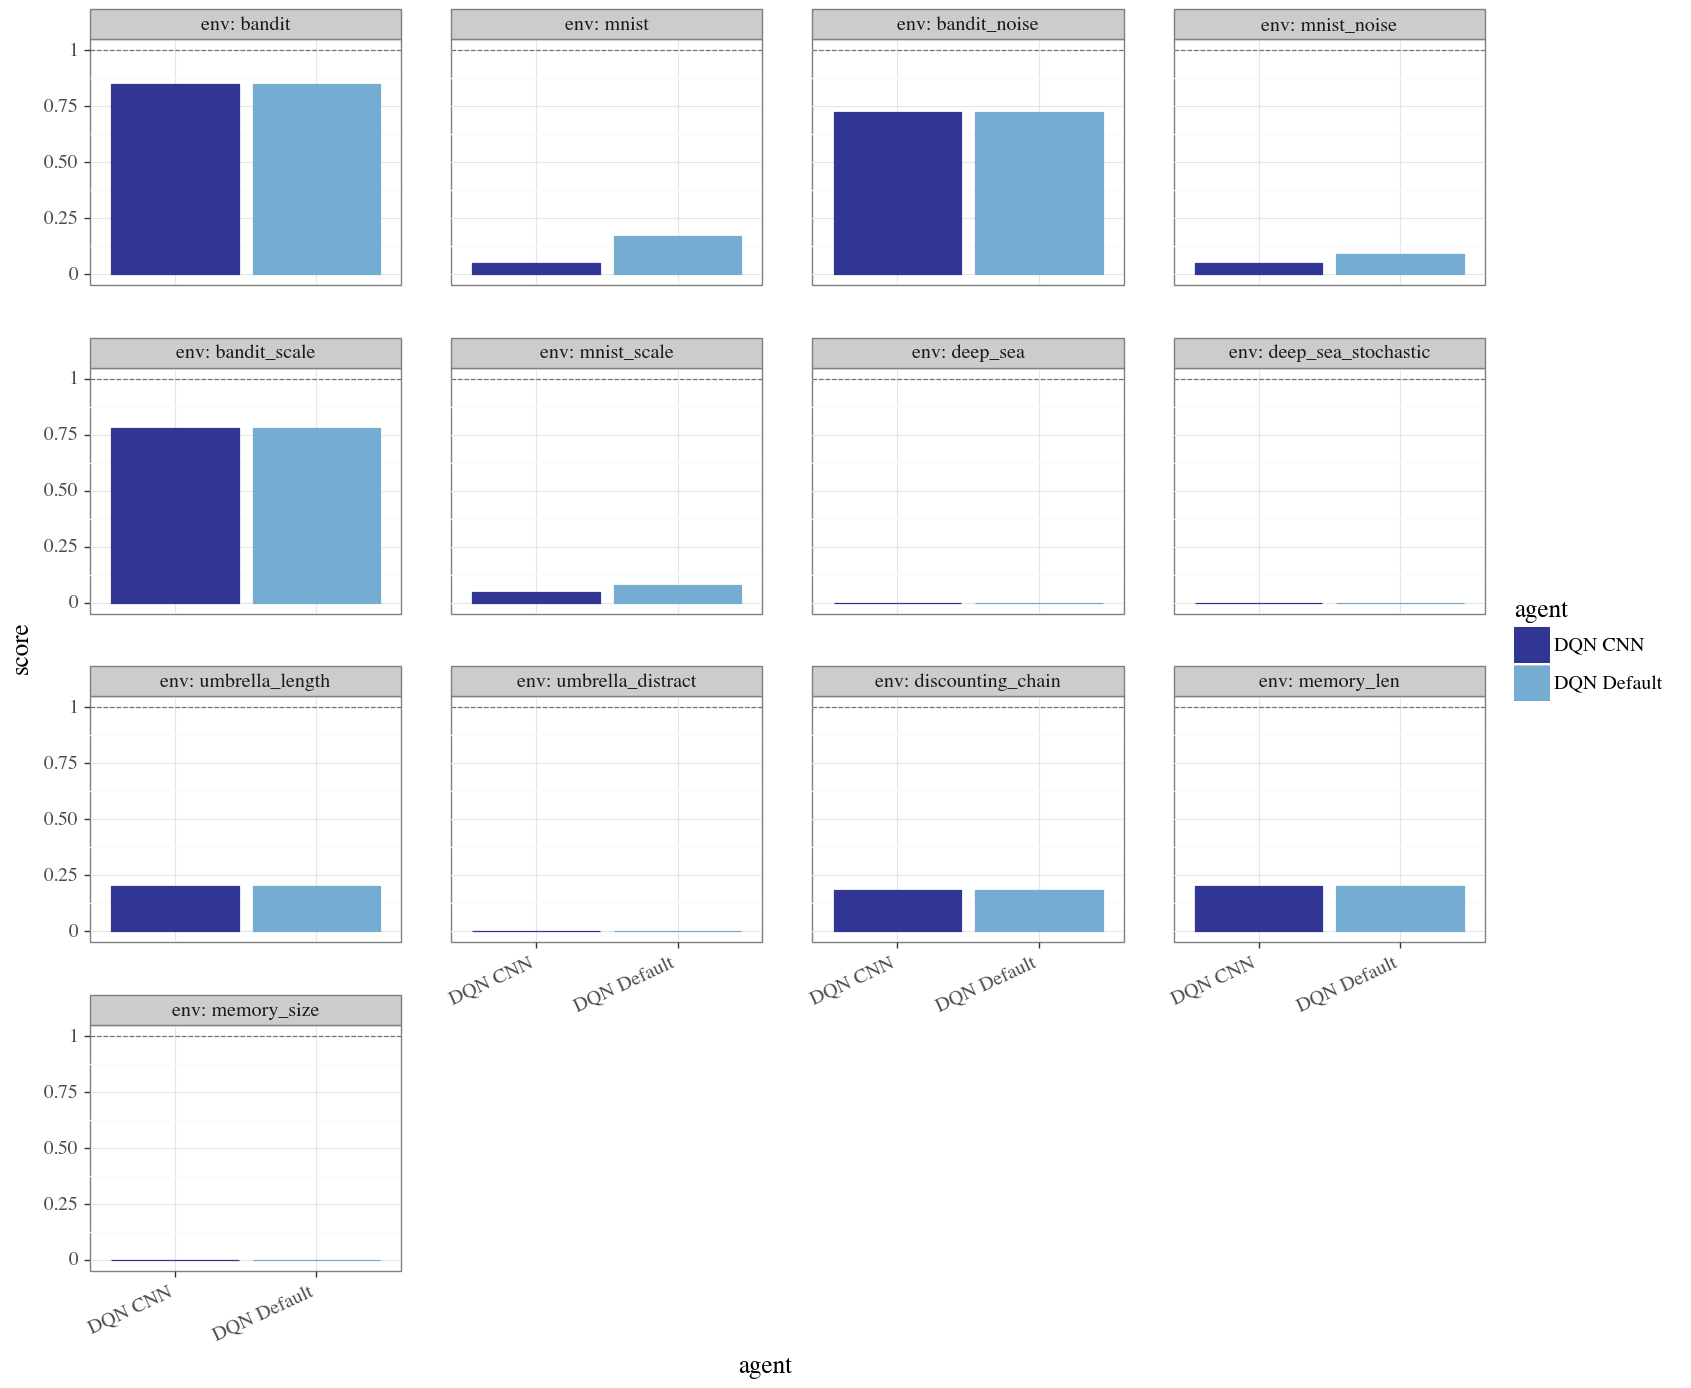 env: bandit
env: mnist
env: bandit_noise
env: mnist_noise
1
0.75
0.50
0.25
0
env: bandit_scale
env: mnist_scale
env: deep_sea
env: deep_sea_stochastic
1
0.75
0.50
0.25
0
score
agent
DQN CNN
DQN Default
env: umbrella_length
env: umbrella_distract
env: discounting_chain
env: memory_len
1
0.75
0.50
0.25
0
DQN CNN
DQN Default
DQN CNN
DQN Default
DQN CNN
DQN Default
env: memory_size
1
0.75
0.50
0.25
0
DQN CNN
DQN Default
agent